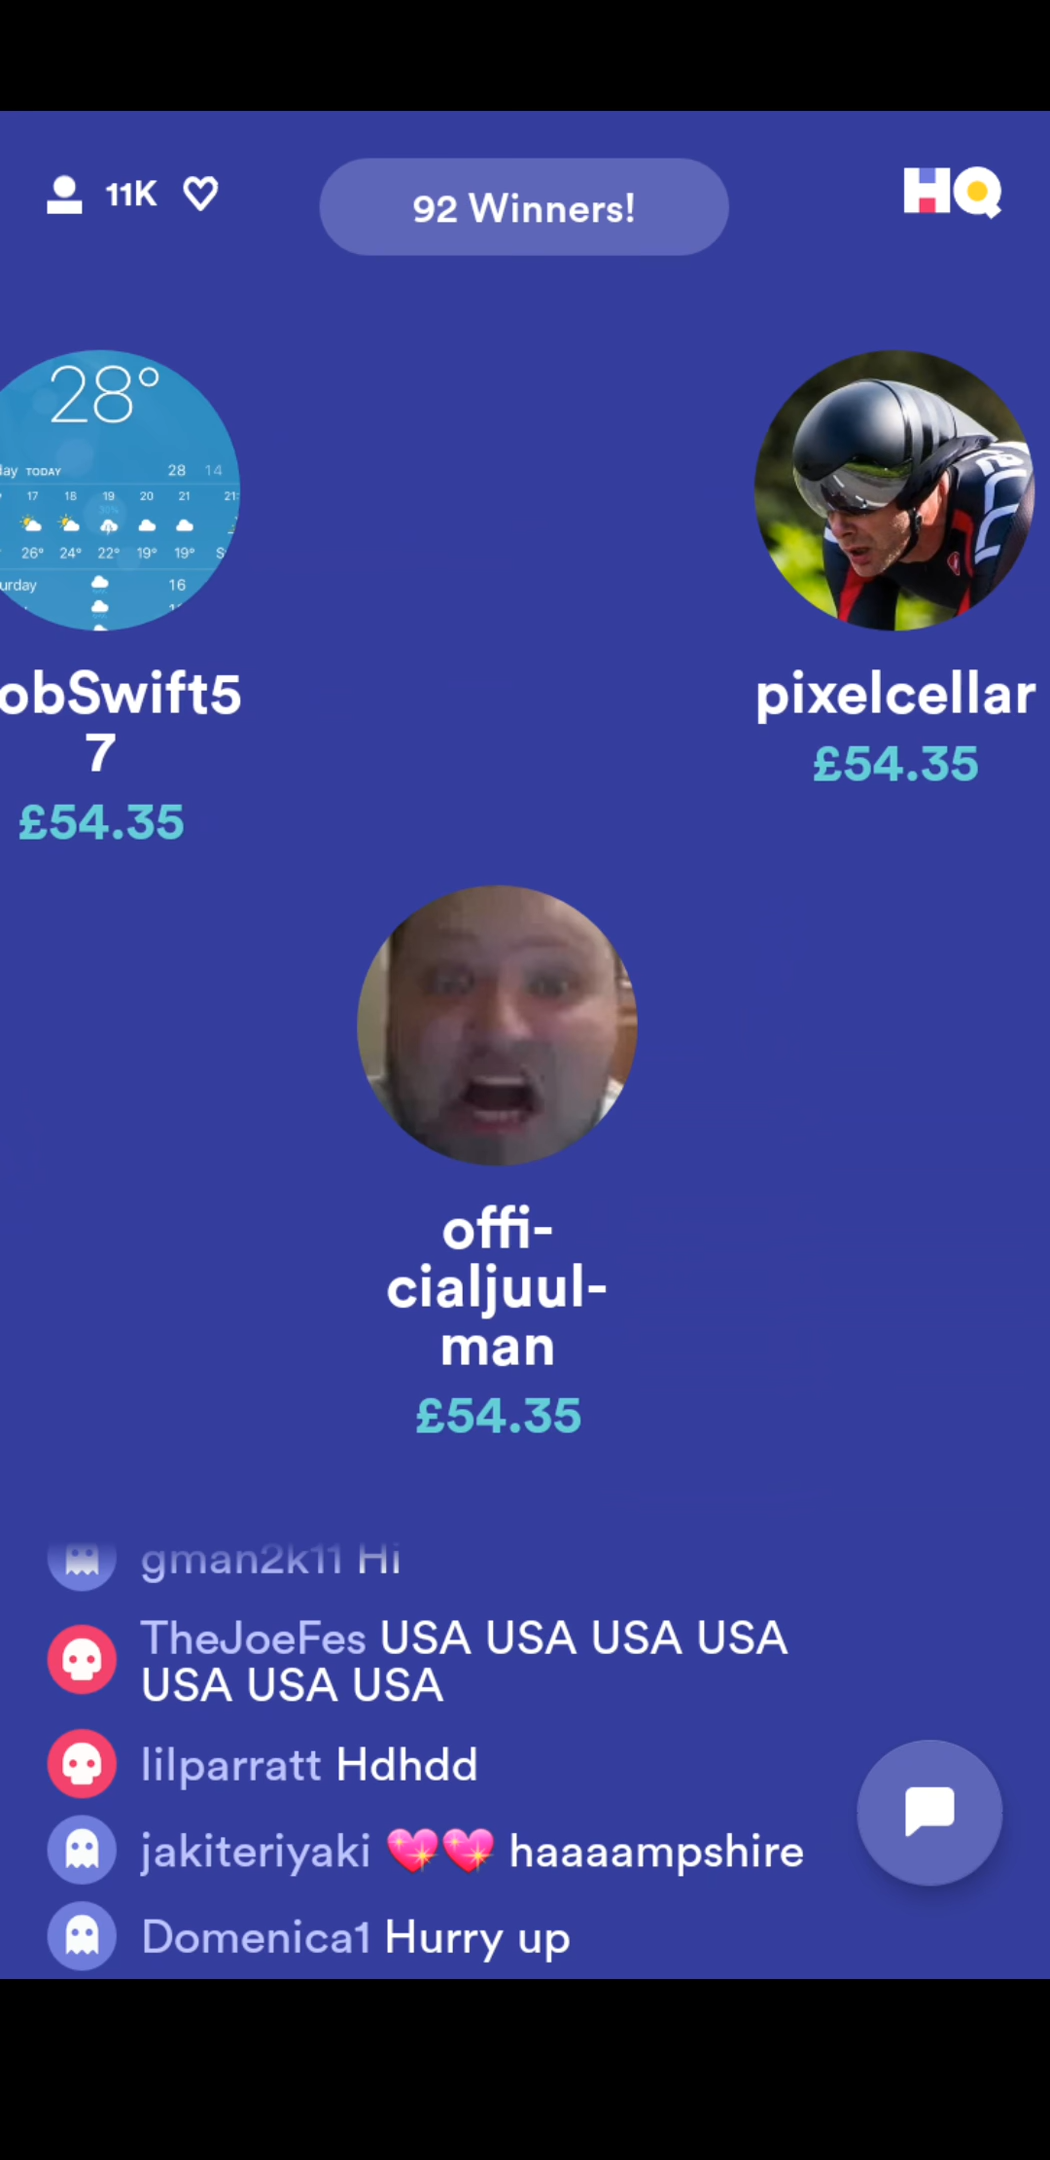 11K
92 Winners!
HQ
28°
TODAY 28 14
17 18 19 20 21
30%
26° 24° 22° 19° 19° S
16
obSwift5
7
£54.35
pixelcellar
£54.35
offi-
cialjuul-
man
£54.35
gman2k11 Hi
TheJoeFes USA USA USA USA
USA USA USA
lilparratt Hdhdd
jakiteriyaki 💖💖 haaaampshire
Domenica1 Hurry up